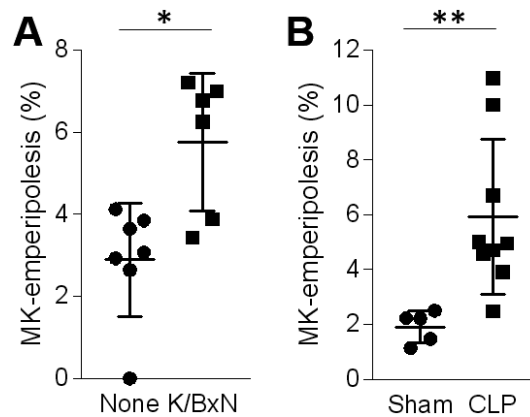 A
*
MK-emperipolesis (%)
8
6
4
2
0
None K/BxN
B
**
MK-emperipolesis (%)
12
10
8
6
4
2
0
Sham CLP